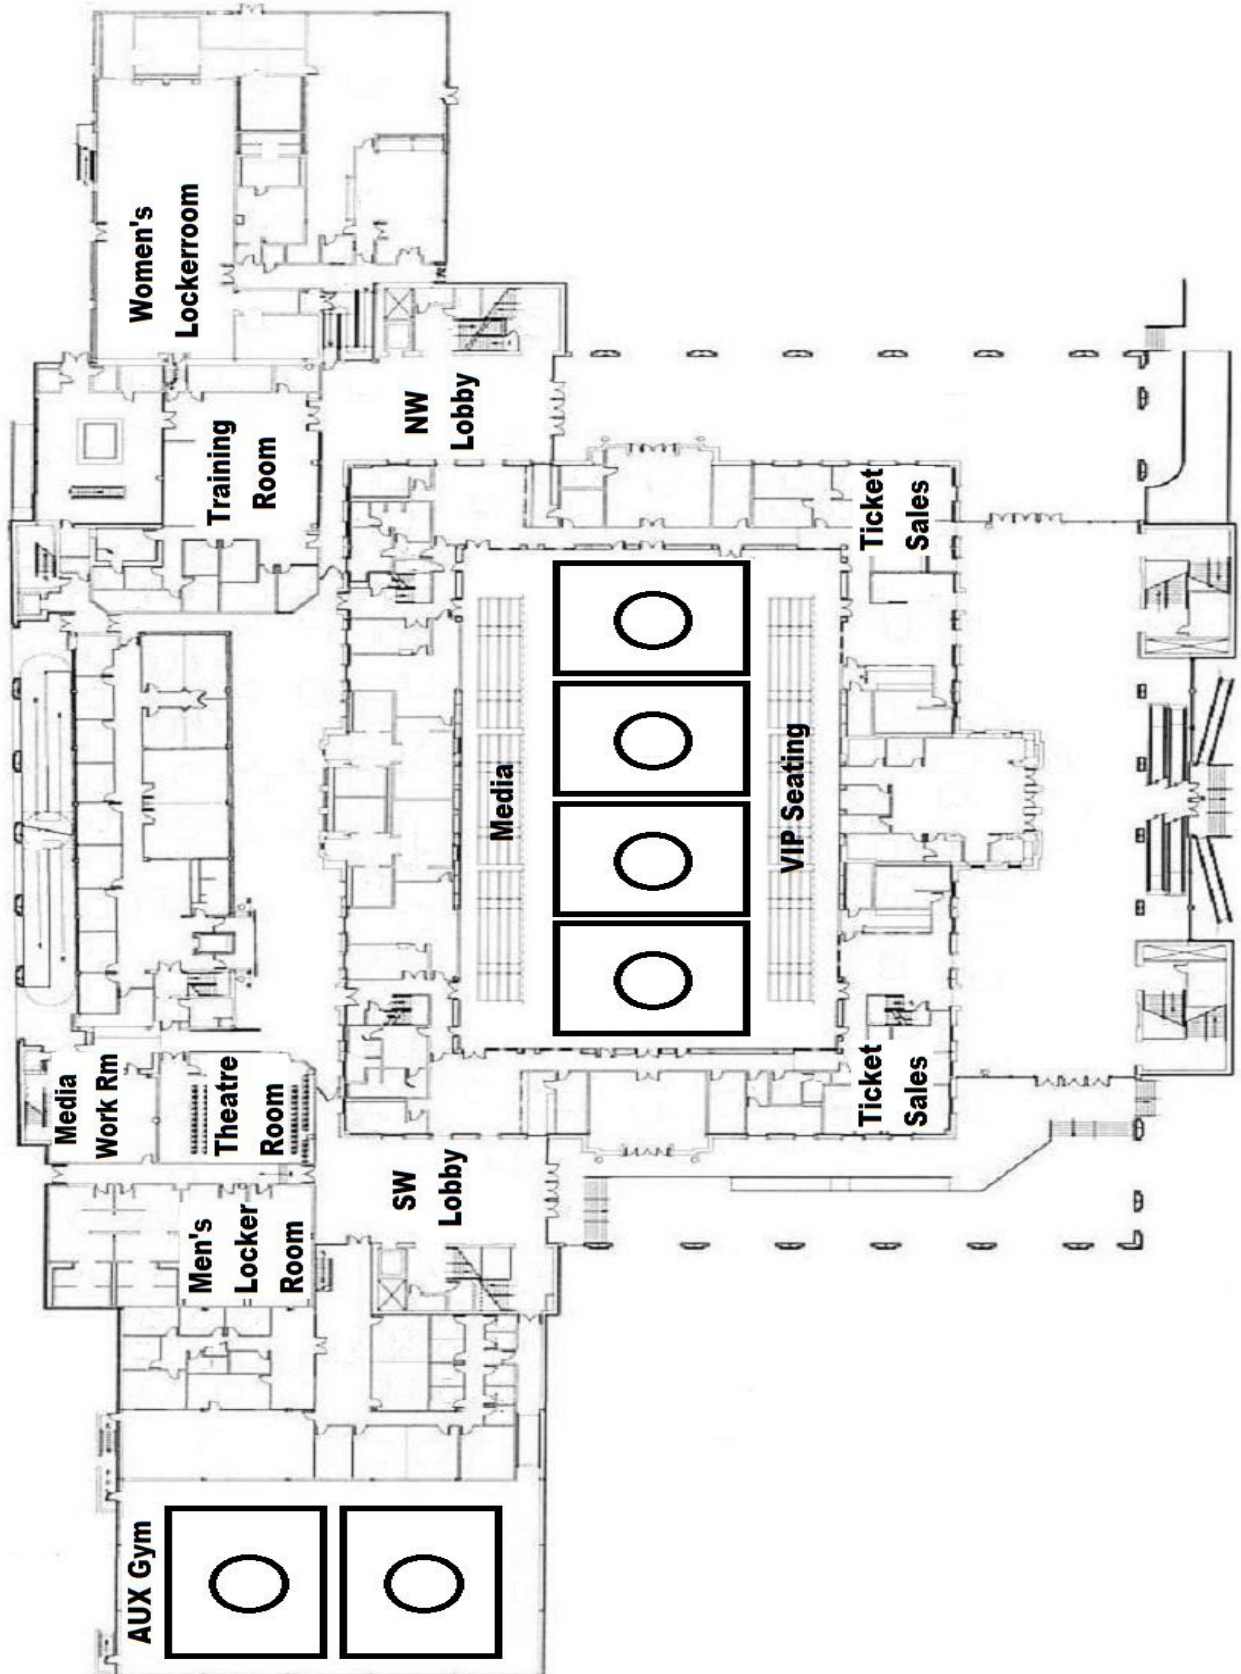 Women's
Lockerroom
NW
Lobby
Training
Room
Ticket
Sales
Media
VIP Seating
Media
Work Rm
Theatre
Room
Ticket
Sales
SW
Lobby
Men's
Locker
Room
AUX Gym